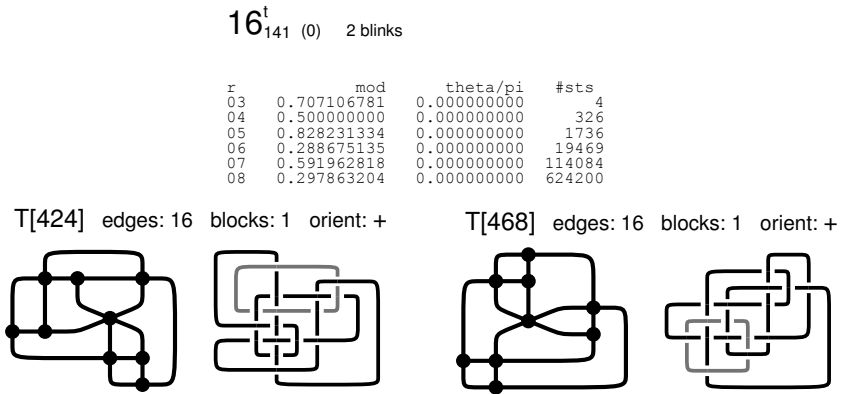 16ᵗ₁₄₁ (0) 2 blinks
r mod theta/pi #sts
03 0.707106781 0.000000000 4
04 0.500000000 0.000000000 326
05 0.828231334 0.000000000 1736
06 0.288675135 0.000000000 19469
07 0.591962818 0.000000000 114084
08 0.297863204 0.000000000 624200
T[424] edges: 16 blocks: 1 orient: + T[468] edges: 16 blocks: 1 orient: +